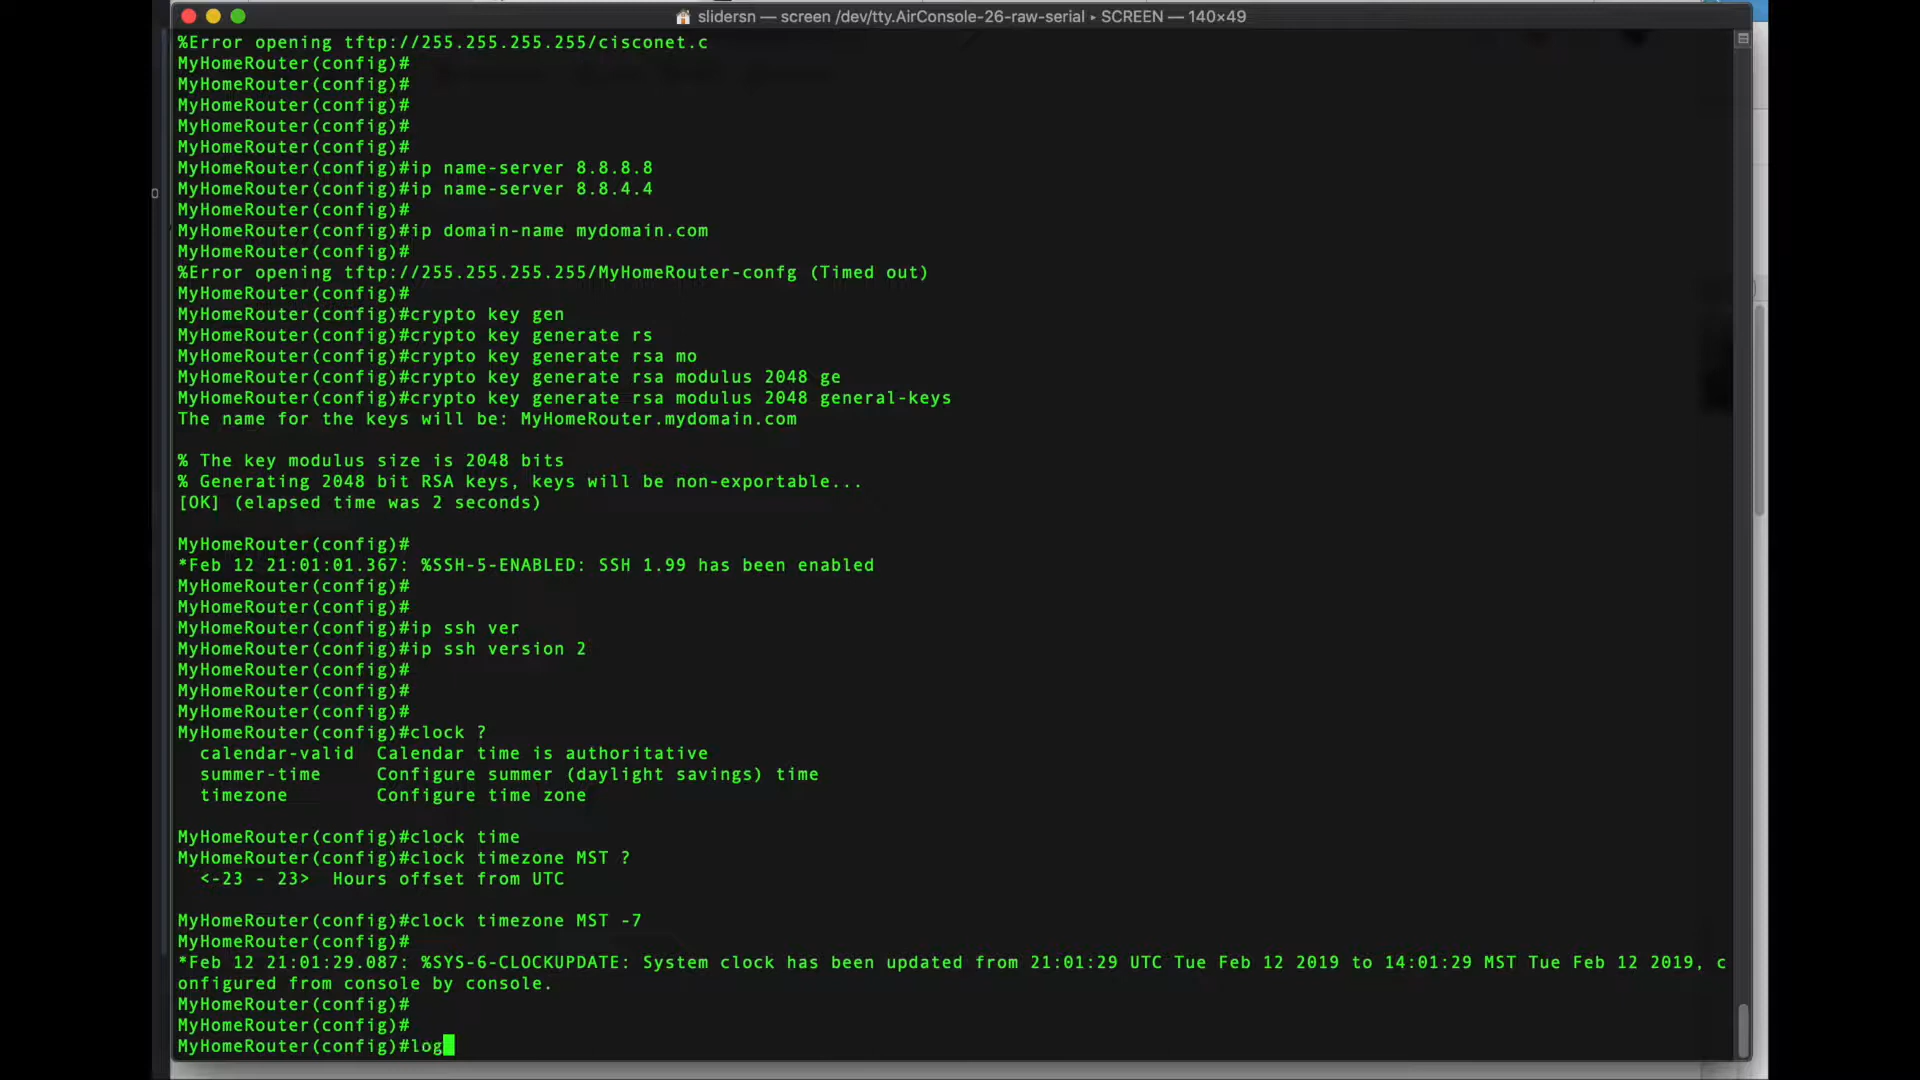 slidersn — screen /dev/tty.AirConsole-26-raw-serial ▸ SCREEN — 140×49
%Error opening tftp://255.255.255.255/cisconet.c
MyHomeRouter(config)#
MyHomeRouter(config)#
MyHomeRouter(config)#
MyHomeRouter(config)#
MyHomeRouter(config)#
MyHomeRouter(config)#ip name-server 8.8.8.8
MyHomeRouter(config)#ip name-server 8.8.4.4
MyHomeRouter(config)#
MyHomeRouter(config)#ip domain-name mydomain.com
MyHomeRouter(config)#
%Error opening tftp://255.255.255.255/MyHomeRouter-confg (Timed out)
MyHomeRouter(config)#
MyHomeRouter(config)#crypto key gen
MyHomeRouter(config)#crypto key generate rs
MyHomeRouter(config)#crypto key generate rsa mo
MyHomeRouter(config)#crypto key generate rsa modulus 2048 ge
MyHomeRouter(config)#crypto key generate rsa modulus 2048 general-keys
The name for the keys will be: MyHomeRouter.mydomain.com
% The key modulus size is 2048 bits
% Generating 2048 bit RSA keys, keys will be non-exportable...
[OK] (elapsed time was 2 seconds)
MyHomeRouter(config)#
*Feb 12 21:01:01.367: %SSH-5-ENABLED: SSH 1.99 has been enabled
MyHomeRouter(config)#
MyHomeRouter(config)#
MyHomeRouter(config)#ip ssh ver
MyHomeRouter(config)#ip ssh version 2
MyHomeRouter(config)#
MyHomeRouter(config)#
MyHomeRouter(config)#
MyHomeRouter(config)#clock ?
  calendar-valid  Calendar time is authoritative
  summer-time     Configure summer (daylight savings) time
  timezone        Configure time zone
MyHomeRouter(config)#clock time
MyHomeRouter(config)#clock timezone MST ?
  <-23 - 23>  Hours offset from UTC
MyHomeRouter(config)#clock timezone MST -7
MyHomeRouter(config)#
*Feb 12 21:01:29.087: %SYS-6-CLOCKUPDATE: System clock has been updated from 21:01:29 UTC Tue Feb 12 2019 to 14:01:29 MST Tue Feb 12 2019, c
onfigured from console by console.
MyHomeRouter(config)#
MyHomeRouter(config)#
MyHomeRouter(config)#log